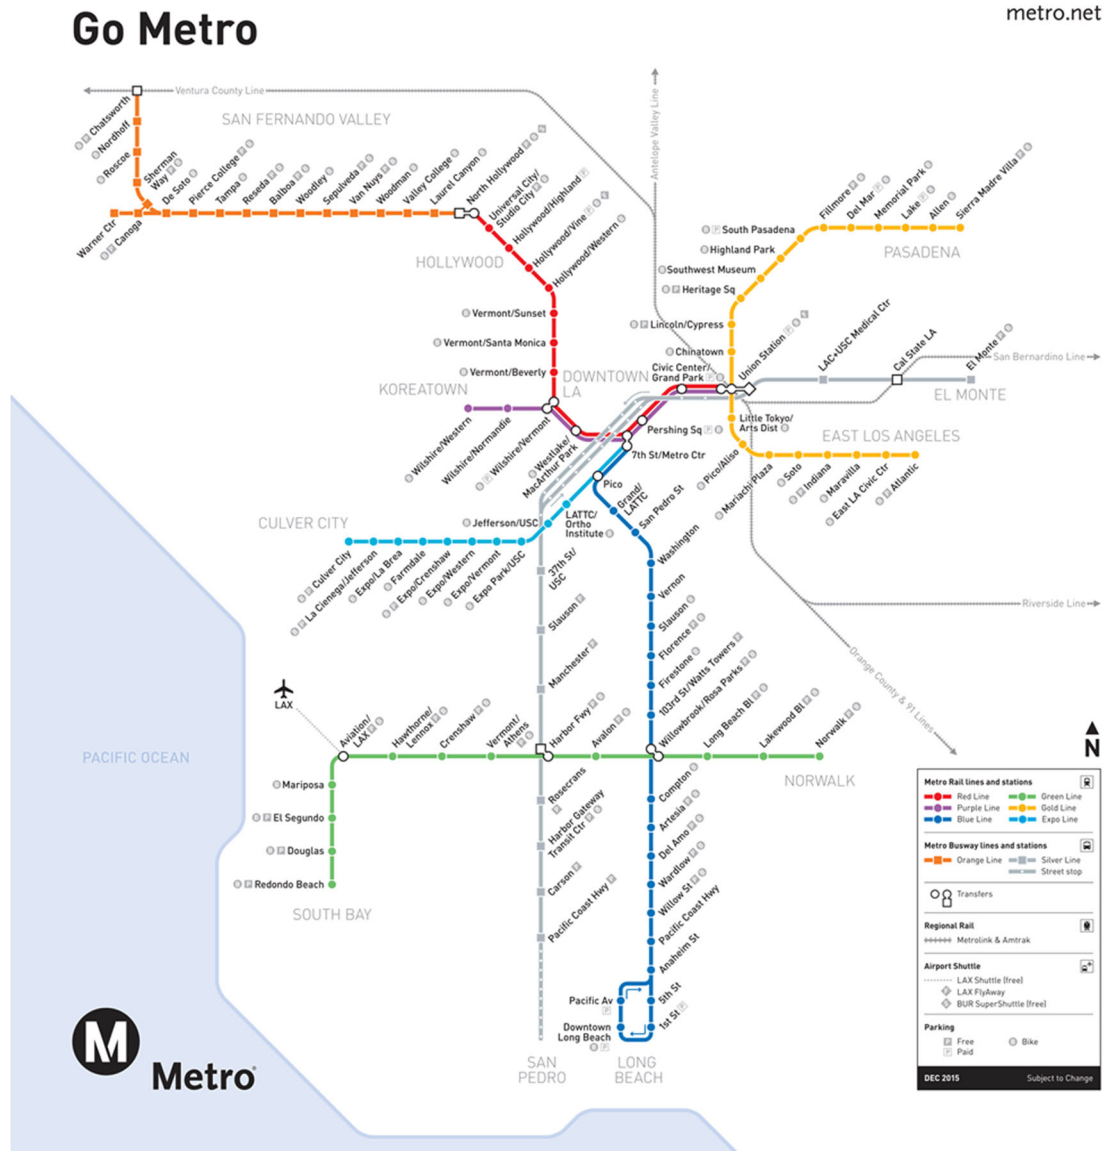 Go Metro
metro.net
Ventura County Line
Antelope Valley Line
SAN FERNANDO VALLEY
Chatsworth
Nordhoff
Roscoe
Sherman
Way
De Soto
Pierce College
Tampa
Reseda
Balboa
Woodley
Sepulveda
Van Nuys
Woodman
Valley College
Laurel Canyon
North Hollywood
Warner Ctr
Canoga
Universal City/
Studio City
Hollywood/Highland
Hollywood/Vine
Hollywood/Western
HOLLYWOOD
Vermont/Sunset
Vermont/Santa Monica
Vermont/Beverly
KOREATOWN
Wilshire/Western
Wilshire/Normandie
Wilshire/Vermont
Westlake/
MacArthur Park
DOWNTOWN
LA
Civic Center/
Grand Park
Pershing Sq
7th St/Metro Ctr
Union Station
Fillmore
Del Mar
Memorial Park
Lake
Allen
Sierra Madre Villa
PASADENA
South Pasadena
Highland Park
Southwest Museum
Heritage Sq
Lincoln/Cypress
Chinatown
LAC+USC Medical Ctr
Cal State LA
El Monte
San Bernardino Line
EL MONTE
Little Tokyo/
Arts Dist
EAST LOS ANGELES
Pico/Aliso
Mariachi Plaza
Soto
Indiana
Maravilla
East LA Civic Ctr
Atlantic
Pico
Grand/
LATTC
San Pedro St
Washington
Vernon
Slauson
Florence
Firestone
103rd St/Watts Towers
Willowbrook/Rosa Parks
CULVER CITY
Jefferson/USC
LATTC/
Ortho
Institute
Culver City
La Cienega/Jefferson
Expo/La Brea
Farmdale
Expo/Crenshaw
Expo/Western
Expo/Vermont
Expo Park/USC
37th St/
USC
Slauson
Manchester
Harbor Fwy
Riverside Line
Orange County & 91 Lines
LAX
Aviation/
LAX
Hawthorne/
Lennox
Crenshaw
Vermont/
Athens
Avalon
Long Beach Bl
Lakewood Bl
Norwalk
NORWALK
PACIFIC OCEAN
Mariposa
El Segundo
Douglas
Redondo Beach
SOUTH BAY
Rosecrans
Harbor Gateway
Transit Ctr
Carson
Pacific Coast Hwy
SAN
PEDRO
Compton
Artesia
Del Amo
Wardlow
Willow St
Pacific Coast Hwy
Anaheim St
5th St
1st St
Pacific Av
Downtown
Long Beach
LONG
BEACH
N
Metro Rail lines and stations
Red Line
Green Line
Purple Line
Gold Line
Blue Line
Expo Line
Metro Busway lines and stations
Orange Line
Silver Line
Street stop
Transfers
Regional Rail
Metrolink & Amtrak
Airport Shuttle
LAX Shuttle (free)
LAX FlyAway
BUR SuperShuttle (free)
Parking
Free
Bike
Paid
DEC 2015
Subject to Change
M
Metro